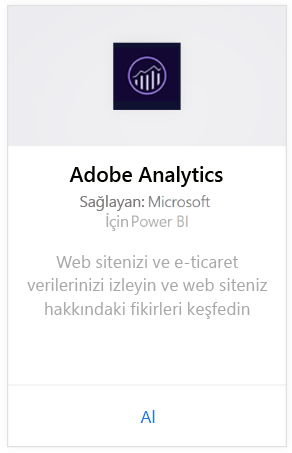 Adobe Analytics
Sağlayan: Microsoft
İçin Power BI
Web sitenizi ve e-ticaret
verilerinizi izleyin ve web siteniz
hakkındaki fikirleri keşfedin
Al